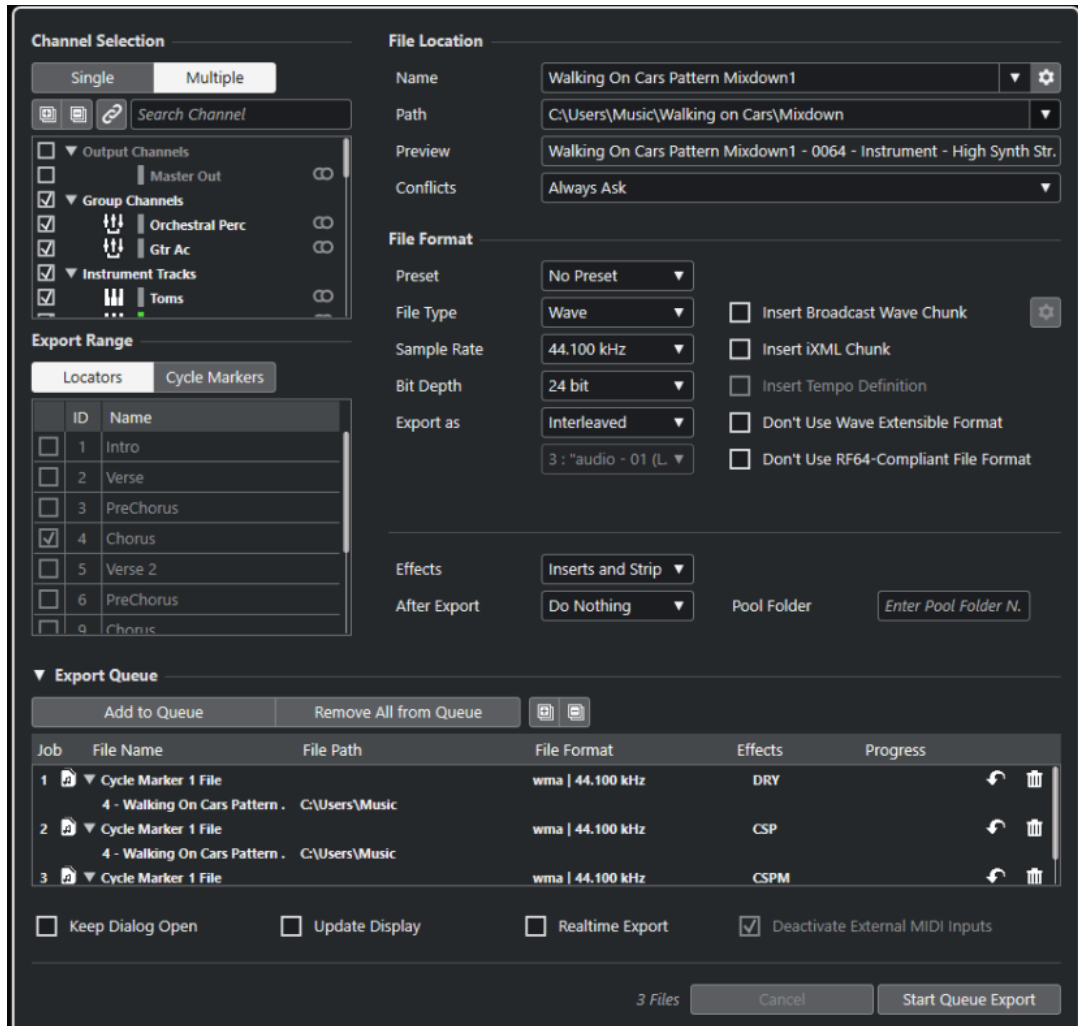 Channel Selection
Single Multiple
Search Channel
Output Channels
Master Out
Group Channels
Orchestral Perc
Gtr Ac
Instrument Tracks
Toms
Export Range
Locators Cycle Markers
ID Name
1 Intro
2 Verse
3 PreChorus
4 Chorus
5 Verse 2
6 PreChorus
9 Chorus
File Location
Name Walking On Cars Pattern Mixdown1
Path C:\Users\Music\Walking on Cars\Mixdown
Preview Walking On Cars Pattern Mixdown1 - 0064 - Instrument - High Synth Str.
Conflicts Always Ask
File Format
Preset No Preset
File Type Wave Insert Broadcast Wave Chunk
Sample Rate 44.100 kHz Insert iXML Chunk
Bit Depth 24 bit Insert Tempo Definition
Export as Interleaved Don't Use Wave Extensible Format
3 : "audio - 01 (L. Don't Use RF64-Compliant File Format
Effects Inserts and Strip
After Export Do Nothing Pool Folder Enter Pool Folder N.
Export Queue
Add to Queue Remove All from Queue
Job File Name File Path File Format Effects Progress
1 Cycle Marker 1 File wma | 44.100 kHz DRY
4 - Walking On Cars Pattern . C:\Users\Music
2 Cycle Marker 1 File wma | 44.100 kHz CSP
4 - Walking On Cars Pattern . C:\Users\Music
3 Cycle Marker 1 File wma | 44.100 kHz CSPM
Keep Dialog Open Update Display Realtime Export Deactivate External MIDI Inputs
3 Files Cancel Start Queue Export